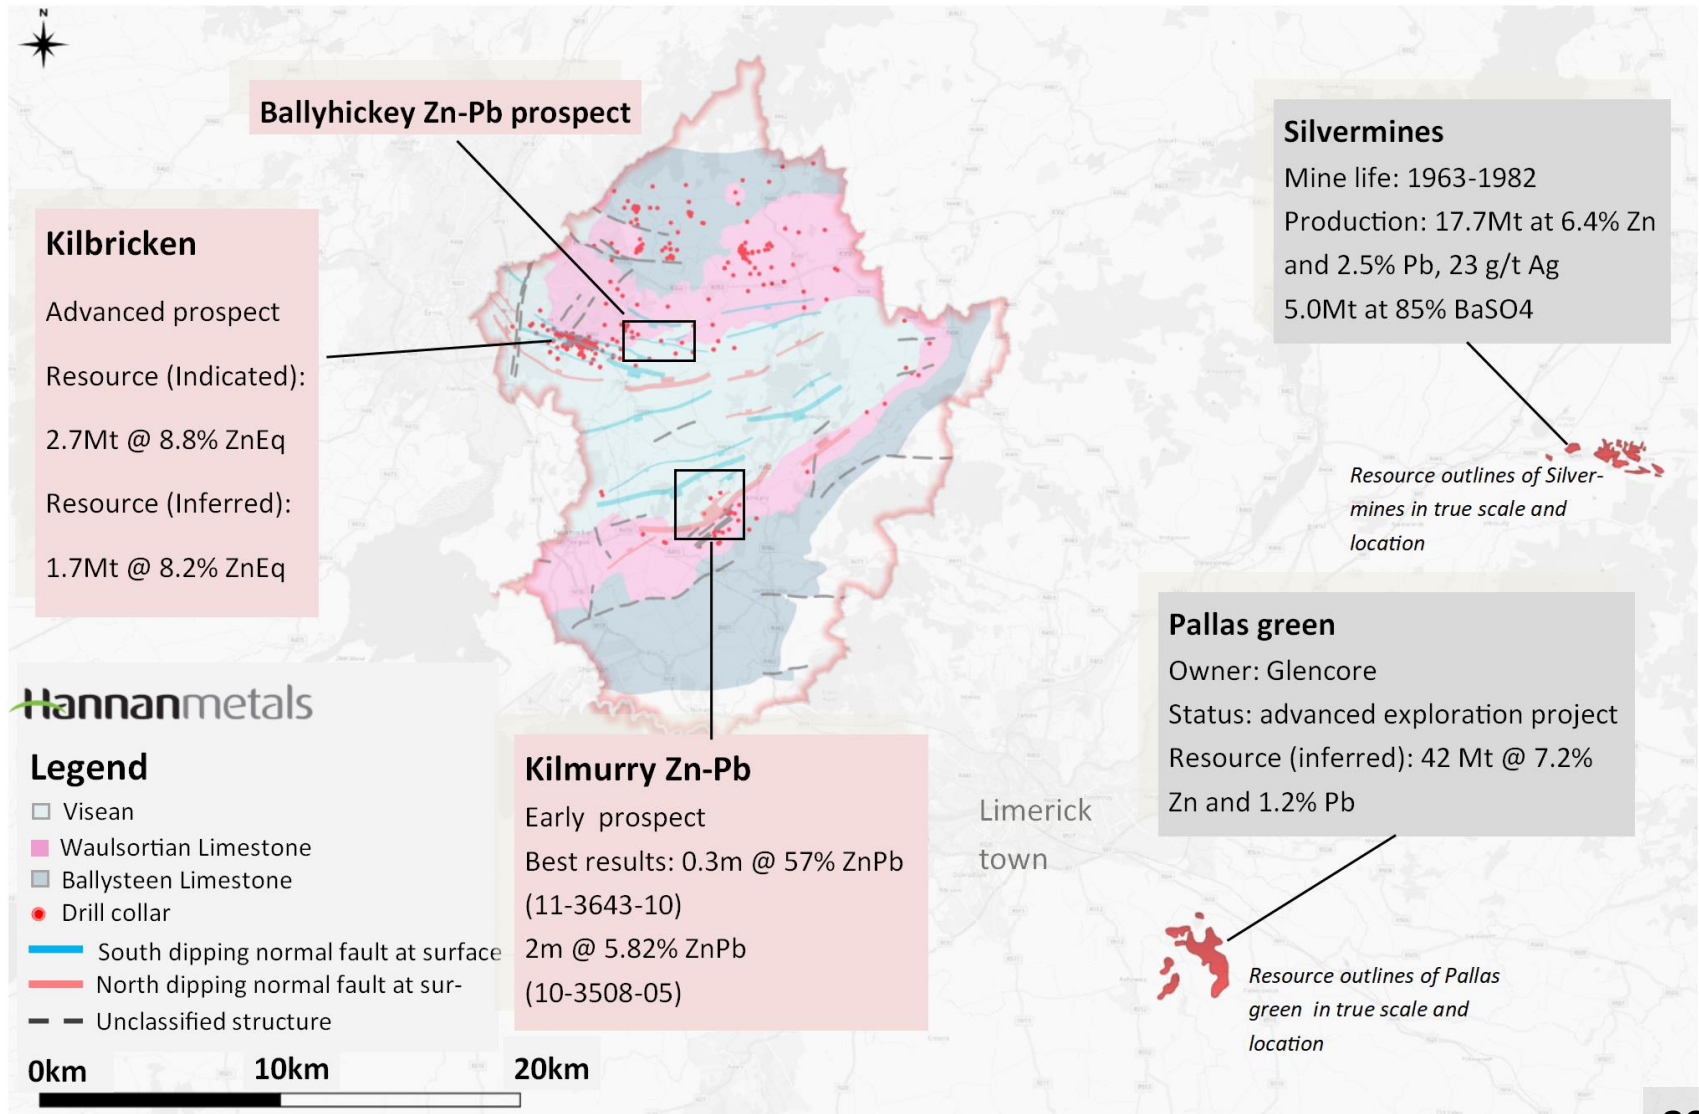 N
Ballyhickey Zn-Pb prospect
Kilbricken
Advanced prospect
Resource (Indicated):
2.7Mt @ 8.8% ZnEq
Resource (Inferred):
1.7Mt @ 8.2% ZnEq
Silvermines
Mine life: 1963-1982
Production: 17.7Mt at 6.4% Zn
and 2.5% Pb, 23 g/t Ag
5.0Mt at 85% BaSO4
Resource outlines of Silver-
mines in true scale and
location
Pallas green
Owner: Glencore
Status: advanced exploration project
Resource (inferred): 42 Mt @ 7.2%
Zn and 1.2% Pb
Resource outlines of Pallas
green in true scale and
location
Limerick
town
Kilmurry Zn-Pb
Early prospect
Best results: 0.3m @ 57% ZnPb
(11-3643-10)
2m @ 5.82% ZnPb
(10-3508-05)
Hannanmetals
Legend
Visean
Waulsortian Limestone
Ballysteen Limestone
Drill collar
South dipping normal fault at surface
North dipping normal fault at sur-
Unclassified structure
0km
10km
20km